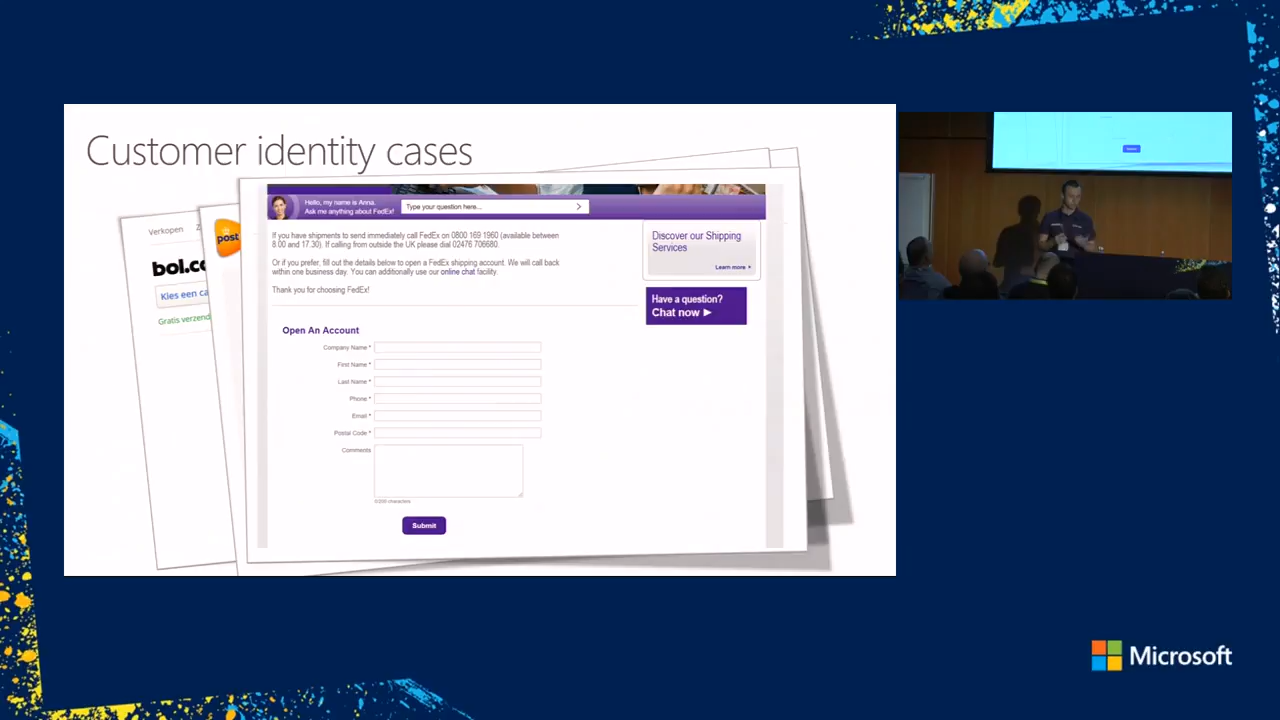 Customer identity cases
Verkopen
bol.c
Kies een ca
Gratis verzend
post
Hello, my name is Anna.
Ask me anything about FedEx!
Type your question here...
If you have shipments to send immediately call FedEx on 0800 169 1960 (available between
8.00 and 17.30). If calling from outside the UK please dial 02476 706680.
Or if you prefer, fill out the details below to open a FedEx shipping account. We will call back
within one business day. You can additionally use our online chat facility.
Thank you for choosing FedEx!
Discover our Shipping
Services
Learn more
Have a question?
Chat now
Open An Account
Company Name *
First Name *
Last Name *
Phone *
Email *
Postal Code *
Comments
characters
Submit
Microsoft